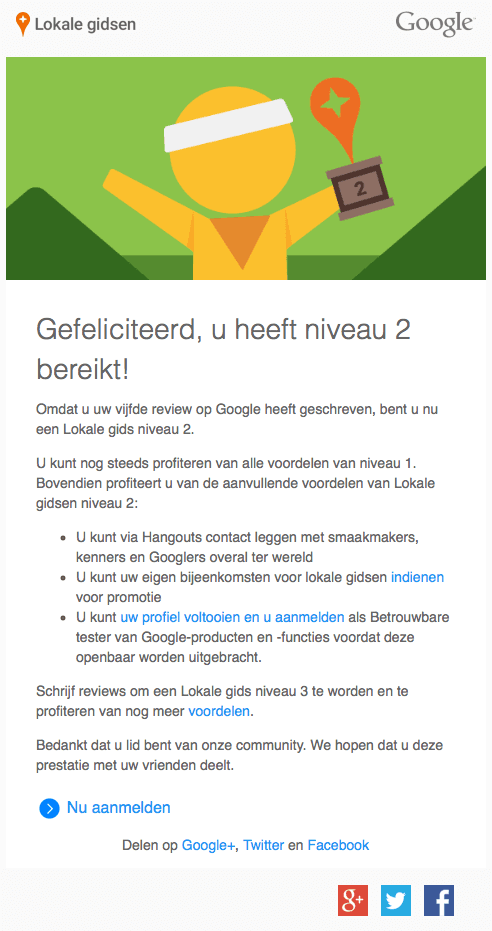 Lokale gidsen
Google
2
Gefeliciteerd, u heeft niveau 2
bereikt!
Omdat u uw vijfde review op Google heeft geschreven, bent u nu
een Lokale gids niveau 2.
U kunt nog steeds profiteren van alle voordelen van niveau 1.
Bovendien profiteert u van de aanvullende voordelen van Lokale
gidsen niveau 2:
• U kunt via Hangouts contact leggen met smaakmakers,
kenners en Googlers overal ter wereld
• U kunt uw eigen bijeenkomsten voor lokale gidsen indienen
voor promotie
• U kunt uw profiel voltooien en u aanmelden als Betrouwbare
tester van Google-producten en -functies voordat deze
openbaar worden uitgebracht.
Schrijf reviews om een Lokale gids niveau 3 te worden en te
profiteren van nog meer voordelen.
Bedankt dat u lid bent van onze community. We hopen dat u deze
prestatie met uw vrienden deelt.
Nu aanmelden
Delen op Google+, Twitter en Facebook
g+ f